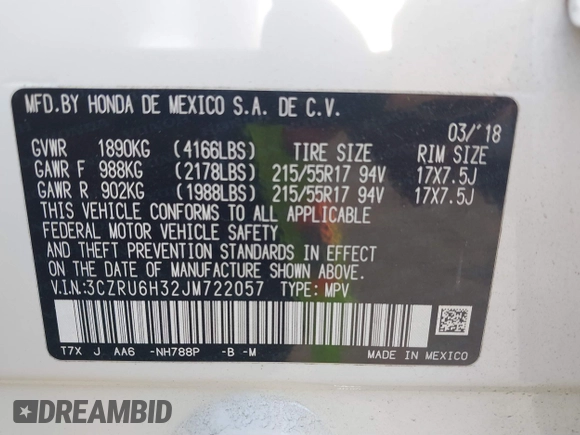 MFD.BY HONDA DE MEXICO S.A. DE C.V.
03/'18
GVWR 1890KG (4166LBS) TIRE SIZE RIM SIZE
GAWR F 988KG (2178LBS) 215/55R17 94V 17X7.5J
GAWR R 902KG (1988LBS) 215/55R17 94V 17X7.5J
THIS VEHICLE CONFORMS TO ALL APPLICABLE
FEDERAL MOTOR VEHICLE SAFETY
AND THEFT PREVENTION STANDARDS IN EFFECT
ON THE DATE OF MANUFACTURE SHOWN ABOVE.
V.I.N:3CZRU6H32JM722057 TYPE: MPV
T7X J AA6 -NH788P -B -M
MADE IN MEXICO
DREAMBID